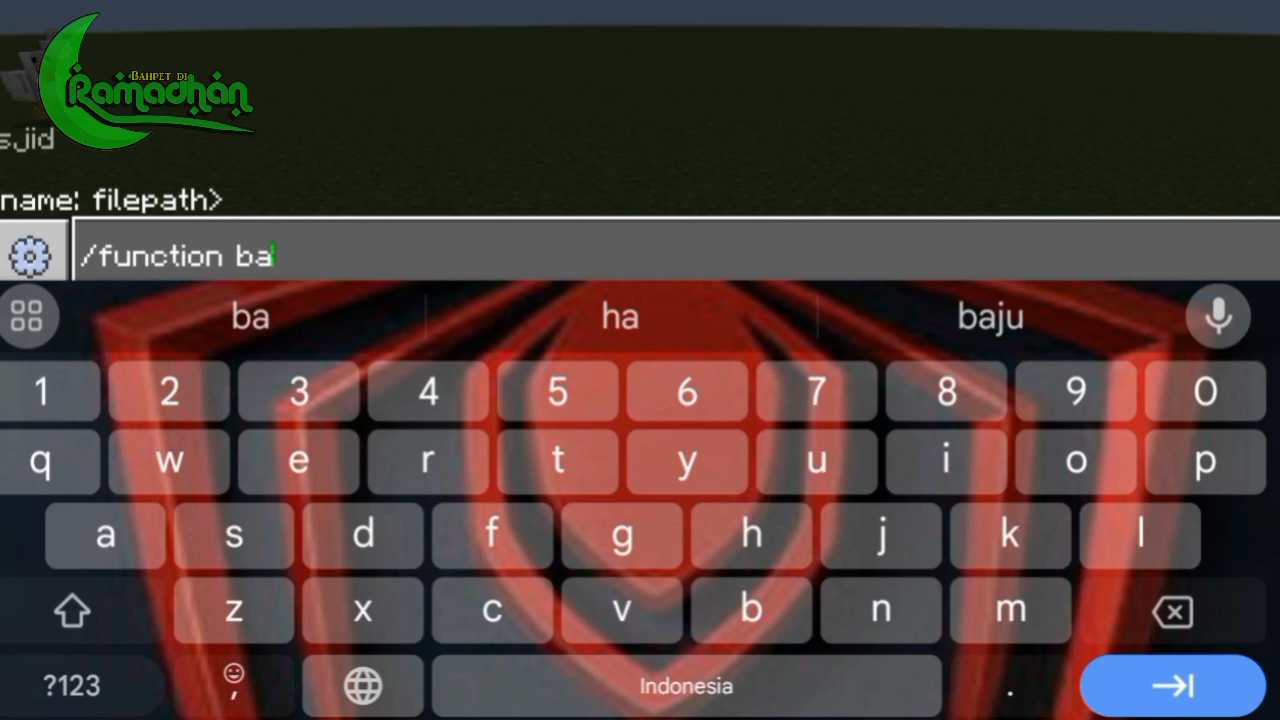 BAHPET DI
Ramadhan
sjid
name: filepath>
/function ba
ba ha baju
1 2 3 4 5 6 7 8 9 0
q w e r t y u i o p
a s d f g h j k l
z x c v b n m
?123 , Indonesia .